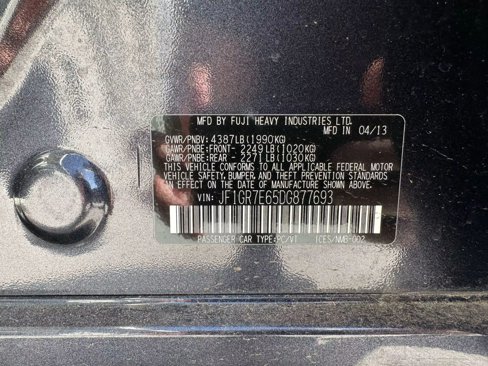 MFD BY FUJI HEAVY INDUSTRIES LTD.
MFD IN 04/13
GVWR/PNBV: 4387LB(1990KG)
GAWR/PNBE:FRONT- 2249LB(1020KG)
GAWR/PNBE:REAR - 2271LB(1030KG)
THIS VEHICLE CONFORMS TO ALL APPLICABLE FEDERAL MOTOR
VEHICLE SAFETY,BUMPER,AND THEFT PREVENTION STANDARDS
IN EFFECT ON THE DATE OF MANUFACTURE SHOWN ABOVE.
VIN: JF1GR7E65DG877693
PASSENGER CAR TYPE:PC/VT ICES/NMB-002